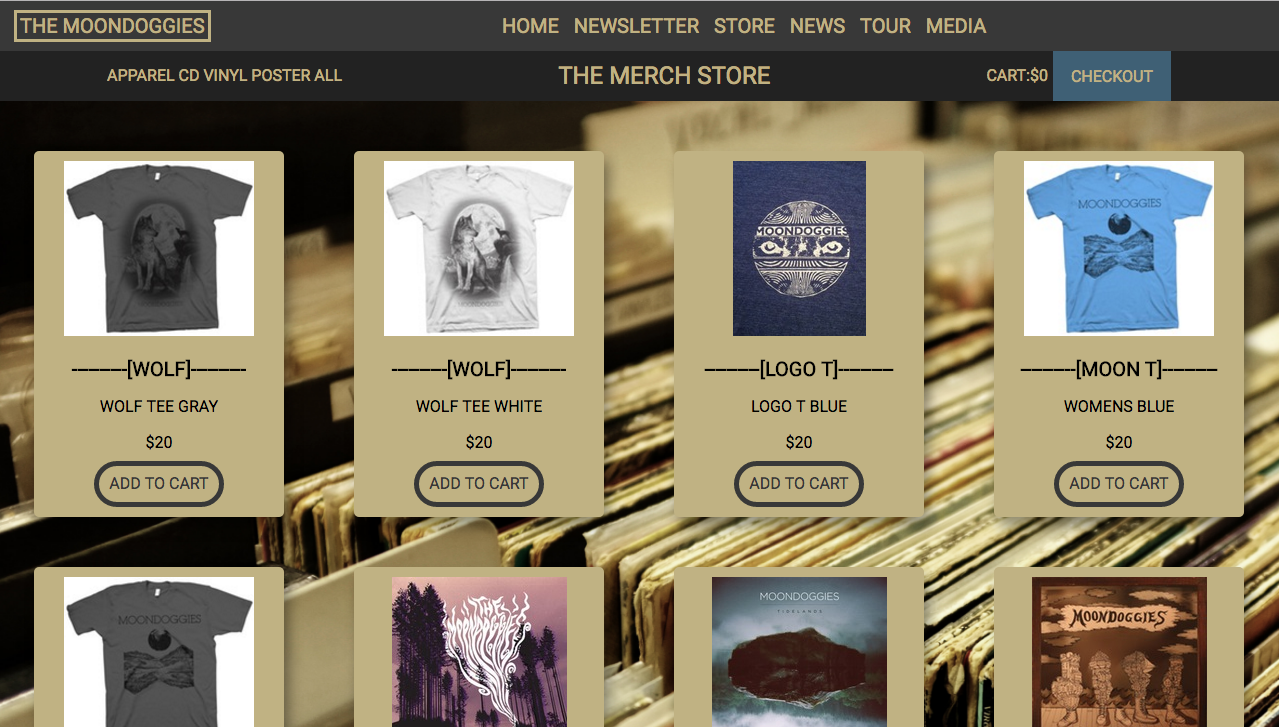 THE MOONDOGGIES
HOME NEWSLETTER STORE NEWS TOUR MEDIA
APPAREL CD VINYL POSTER ALL
THE MERCH STORE
CART:$0
CHECKOUT
MOONDOGGIES
MOONDOGGIES
----------[WOLF]----------
----------[WOLF]----------
----------[LOGO T]----------
----------[MOON T]----------
WOLF TEE GRAY
WOLF TEE WHITE
LOGO T BLUE
WOMENS BLUE
$20
$20
$20
$20
ADD TO CART
ADD TO CART
ADD TO CART
ADD TO CART
MOONDOGGIES
THE MOONDOGGIES
MOONDOGGIES
TIDELANDS
MOONDOGGIES